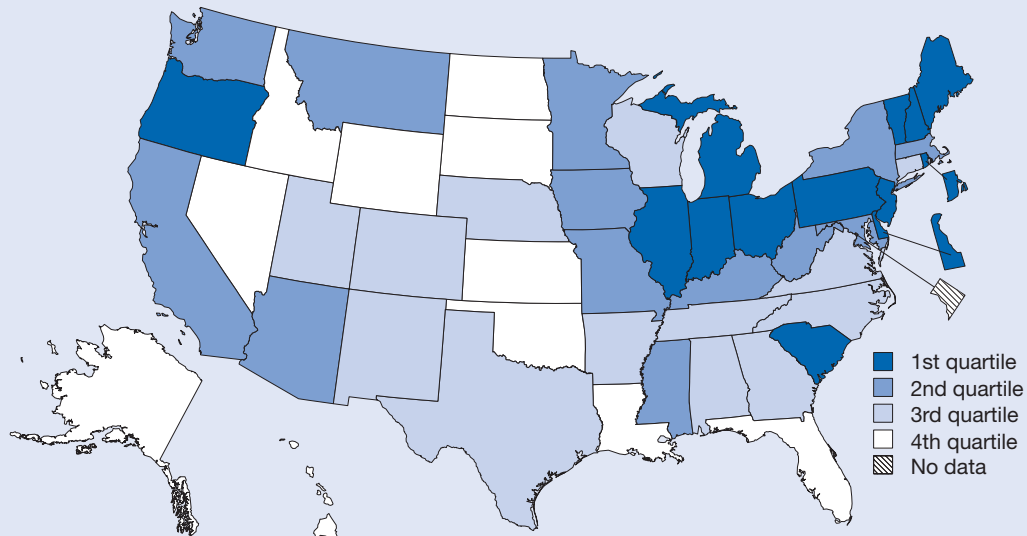 1st quartile
2nd quartile
3rd quartile
4th quartile
No data